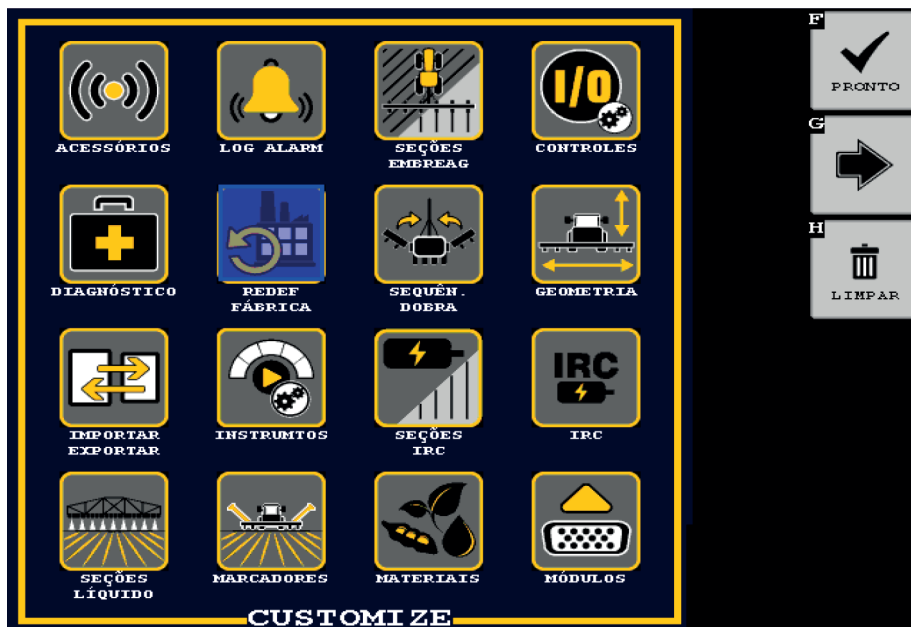 F
PRONTO
G
H
LIMPAR
ACESSÓRIOS
LOG ALARM
SEÇÕES
EMBREAG
I/O
CONTROLES
DIAGNÓSTICO
REDEF
FÁBRICA
SEQUÊN.
DOBRA
GEOMETRIA
IMPORTAR
EXPORTAR
INSTRUMTOS
SEÇÕES
IRC
IRC
IRC
SEÇÕES
LÍQUIDO
MARCADORES
MATERIAIS
MÓDULOS
CUSTOMIZE